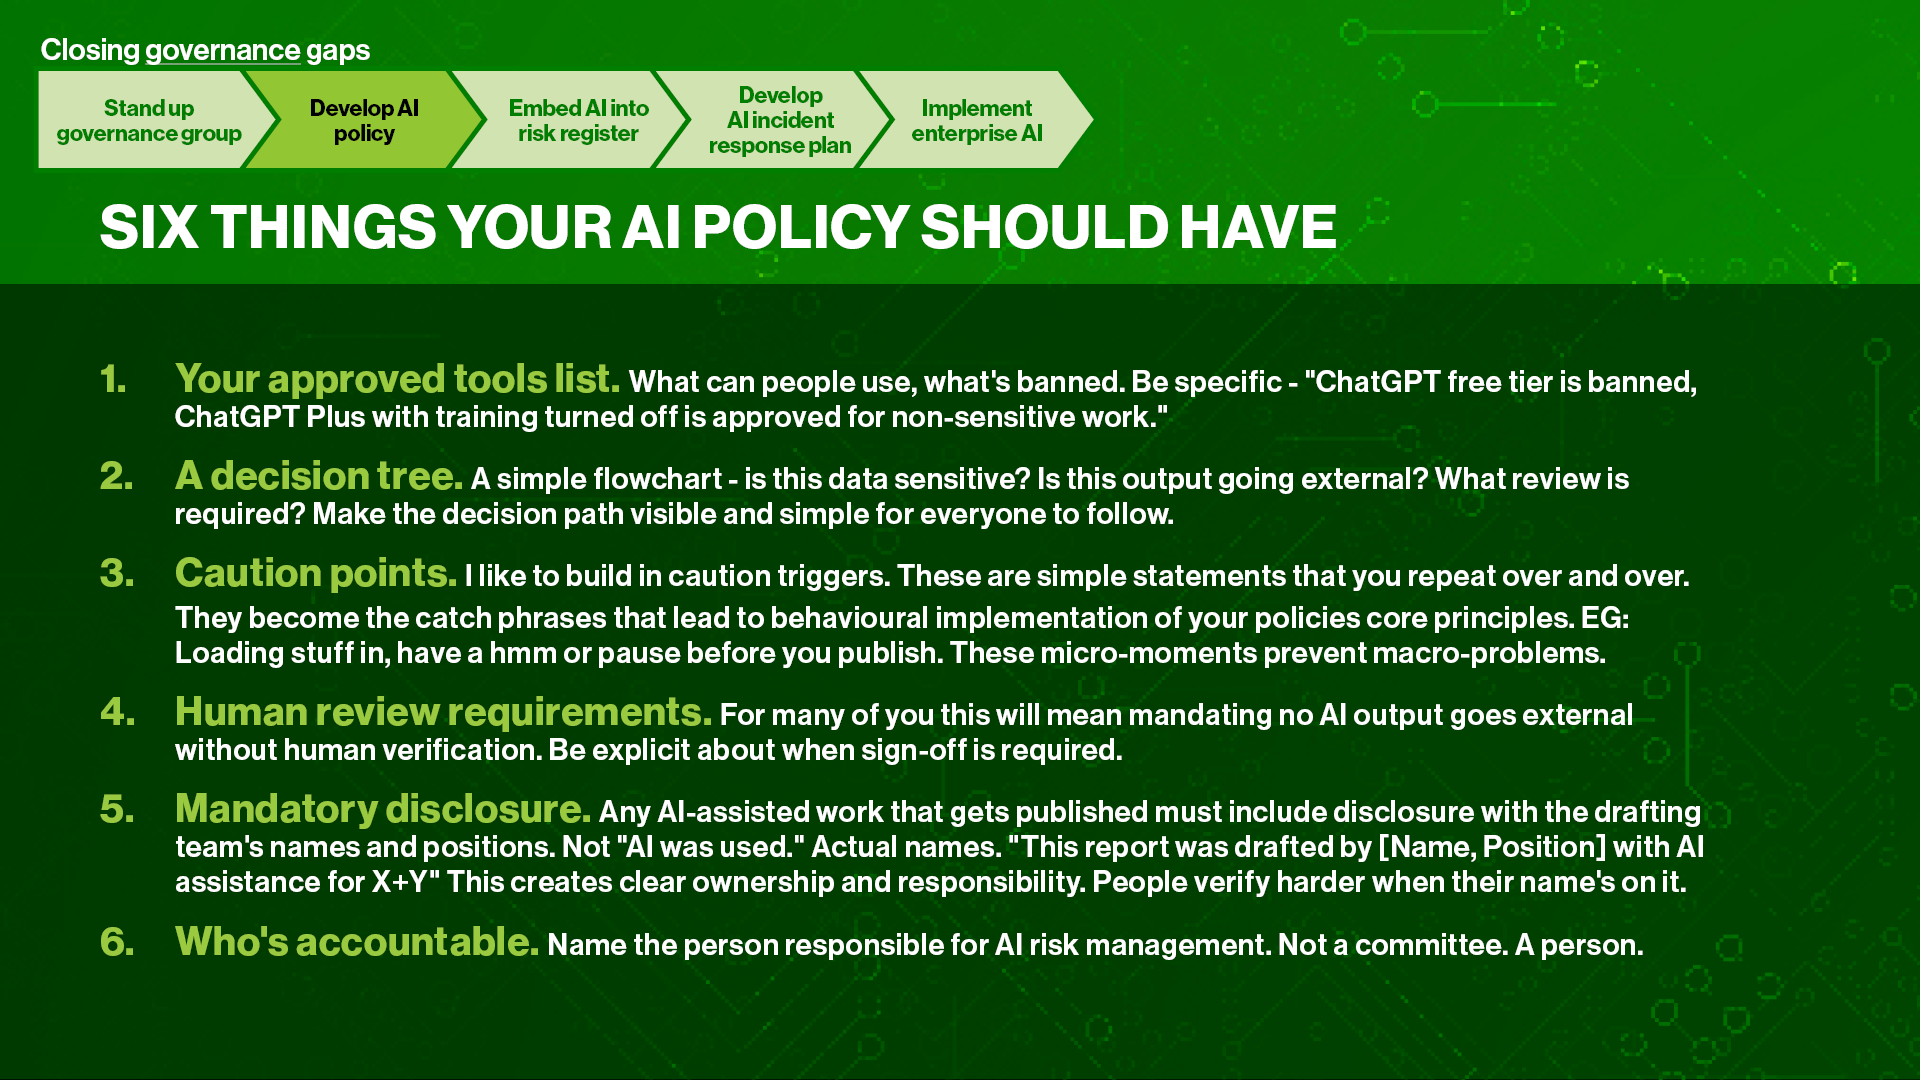 Closing governance gaps
Stand up
governance group
Develop AI
policy
Embed AI into
risk register
Develop
AI incident
response plan
Implement
enterprise AI
SIX THINGS YOUR AI POLICY SHOULD HAVE
1. Your approved tools list. What can people use, what's banned. Be specific - "ChatGPT free tier is banned,
ChatGPT Plus with training turned off is approved for non-sensitive work."
2. A decision tree. A simple flowchart - is this data sensitive? Is this output going external? What review is
required? Make the decision path visible and simple for everyone to follow.
3. Caution points. I like to build in caution triggers. These are simple statements that you repeat over and over.
They become the catch phrases that lead to behavioural implementation of your policies core principles. EG:
Loading stuff in, have a hmm or pause before you publish. These micro-moments prevent macro-problems.
4. Human review requirements. For many of you this will mean mandating no AI output goes external
without human verification. Be explicit about when sign-off is required.
5. Mandatory disclosure. Any AI-assisted work that gets published must include disclosure with the drafting
team's names and positions. Not "AI was used." Actual names. "This report was drafted by [Name, Position] with AI
assistance for X+Y" This creates clear ownership and responsibility. People verify harder when their name's on it.
6. Who's accountable. Name the person responsible for AI risk management. Not a committee. A person.